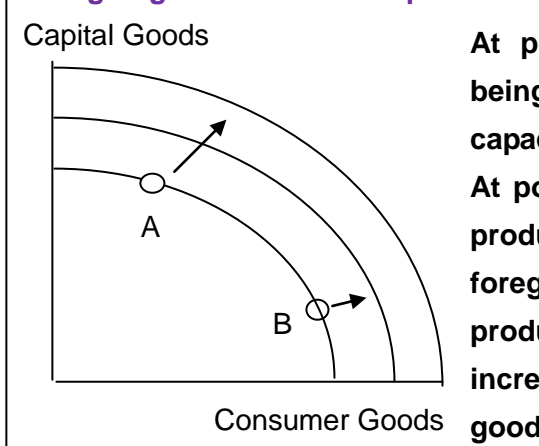 Capital Goods
A
B
Consumer Goods
At p
being
capac
At po
produ
foreg
produ
incre
good